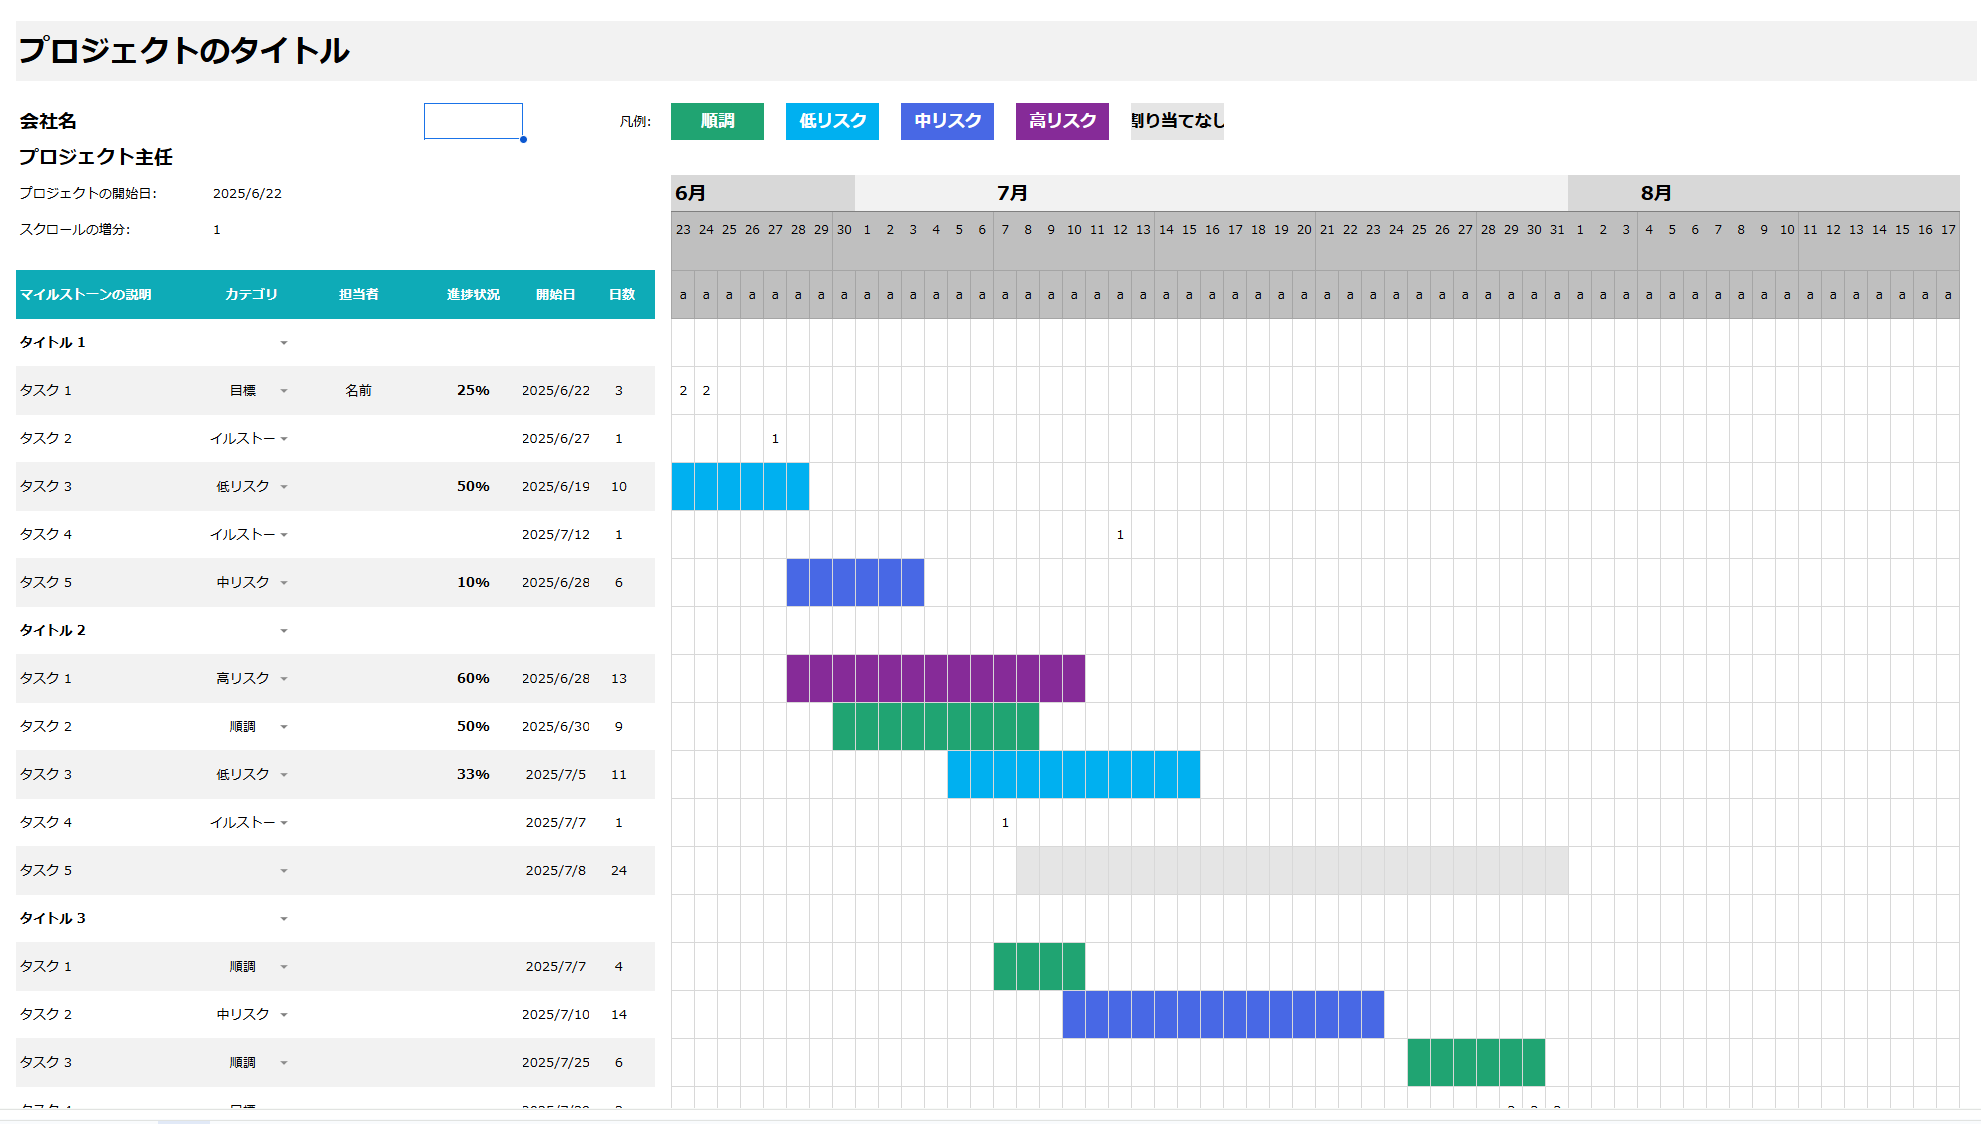 プロジェクトのタイトル
会社名
凡例: 順調 低リスク 中リスク 高リスク 割り当てなし
プロジェクト主任
プロジェクトの開始日: 2025/6/22
6月 7月 8月
スクロールの増分: 1
23 24 25 26 27 28 29 30 1 2 3 4 5 6 7 8 9 10 11 12 13 14 15 16 17 18 19 20 21 22 23 24 25 26 27 28 29 30 31 1 2 3 4 5 6 7 8 9 10 11 12 13 14 15 16 17
マイルストーンの説明 カテゴリ 担当者 進捗状況 開始日 日数
a a a a a a a a a a a a a a a a a a a a a a a a a a a a a a a a a a a a a a a a a a a a a a a a a a a a a a a a
タイトル 1
タスク 1 目標 名前 25% 2025/6/22 3 2 2
タスク 2 イルストー 2025/6/27 1 1
タスク 3 低リスク 50% 2025/6/19 10
タスク 4 イルストー 2025/7/12 1 1
タスク 5 中リスク 10% 2025/6/28 6
タイトル 2
タスク 1 高リスク 60% 2025/6/28 13
タスク 2 順調 50% 2025/6/30 9
タスク 3 低リスク 33% 2025/7/5 11
タスク 4 イルストー 2025/7/7 1 1
タスク 5 2025/7/8 24
タイトル 3
タスク 1 順調 2025/7/7 4
タスク 2 中リスク 2025/7/10 14
タスク 3 順調 2025/7/25 6